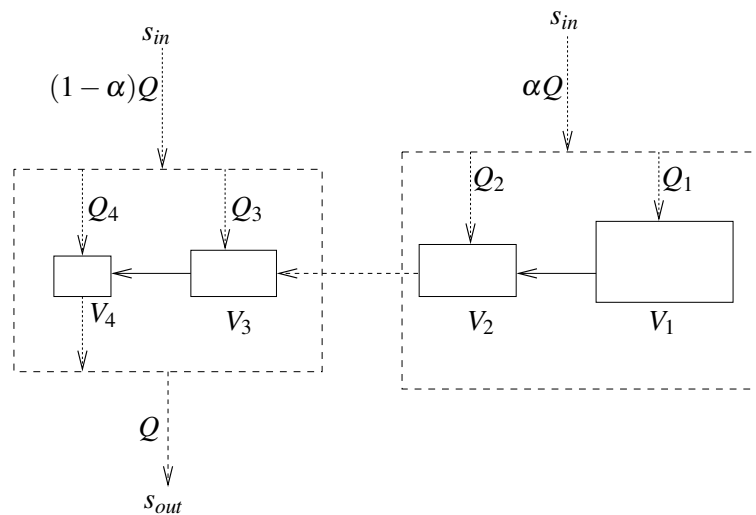 s_in
s_in
(1 − α)Q
αQ
Q_4
Q_3
Q_2
Q_1
V_4
V_3
V_2
V_1
Q
s_out